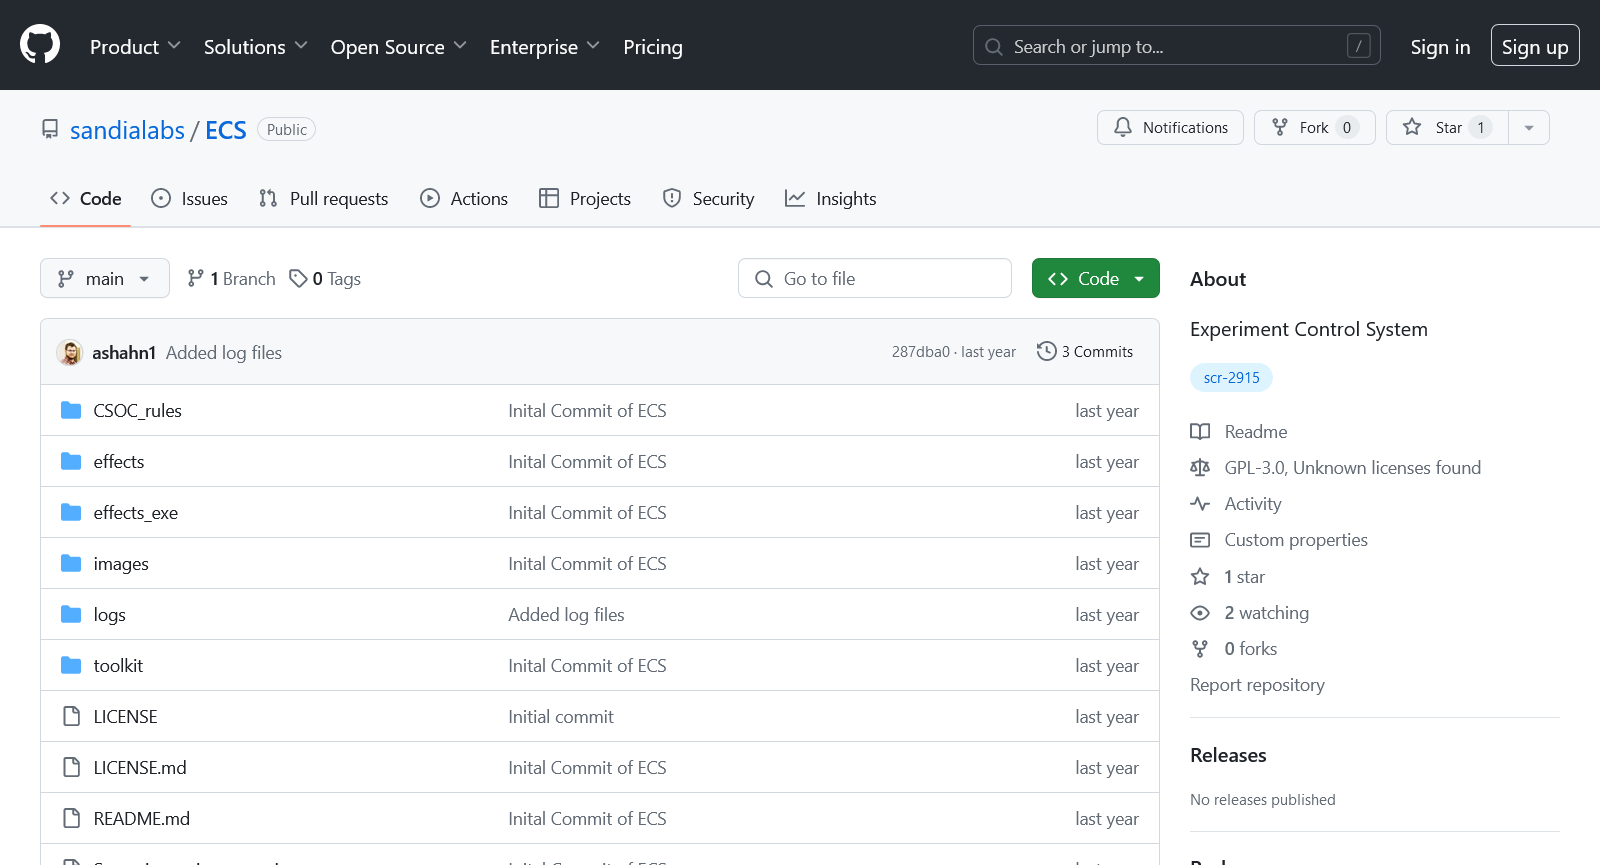 Product Solutions Open Source Enterprise Pricing Search or jump to... / Sign in Sign up
sandialabs / ECS Public Notifications Fork 0 Star 1
Code Issues Pull requests Actions Projects Security Insights
main 1 Branch 0 Tags Go to file Code
ashahn1 Added log files 287dba0 · last year 3 Commits
CSOC_rules Inital Commit of ECS last year
effects Inital Commit of ECS last year
effects_exe Inital Commit of ECS last year
images Inital Commit of ECS last year
logs Added log files last year
toolkit Inital Commit of ECS last year
LICENSE Initial commit last year
LICENSE.md Inital Commit of ECS last year
README.md Inital Commit of ECS last year
About
Experiment Control System
scr-2915
Readme
GPL-3.0, Unknown licenses found
Activity
Custom properties
1 star
2 watching
0 forks
Report repository
Releases
No releases published